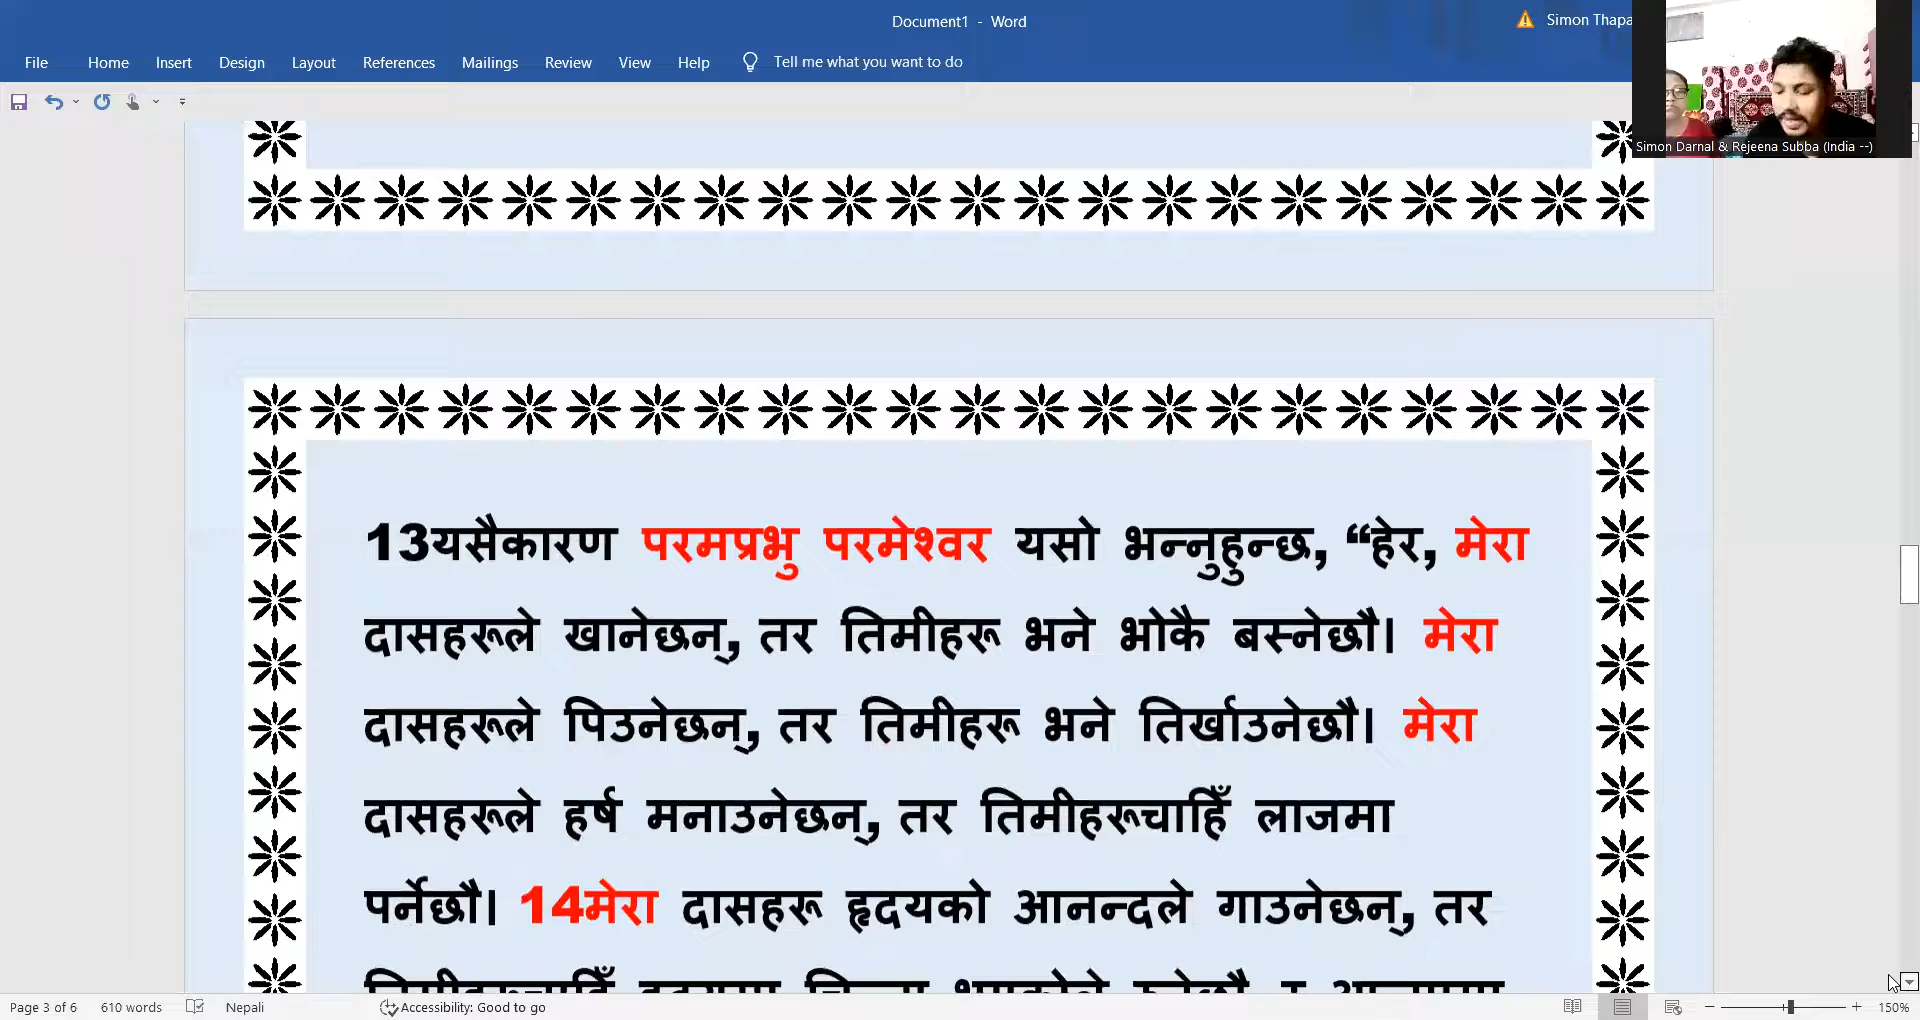 Document1 - Word
Simon Thapa
File Home Insert Design Layout References Mailings Review View Help Tell me what you want to do
Simon Darnal & Rejeena Subba (India --)
13यसैकारण परमप्रभु परमेश्वर यसो भन्नुहुन्छ, “हेर, मेरा
दासहरूले खानेछन्, तर तिमीहरू भने भोकै बस्नेछौ। मेरा
दासहरूले पिउनेछन्, तर तिमीहरू भने तिर्खाउनेछौ। मेरा
दासहरूले हर्ष मनाउनेछन्, तर तिमीहरूचाहिँ लाजमा
पर्नेछौ। 14मेरा दासहरू हृदयको आनन्दले गाउनेछन्, तर
Page 3 of 6 610 words Nepali Accessibility: Good to go 150%